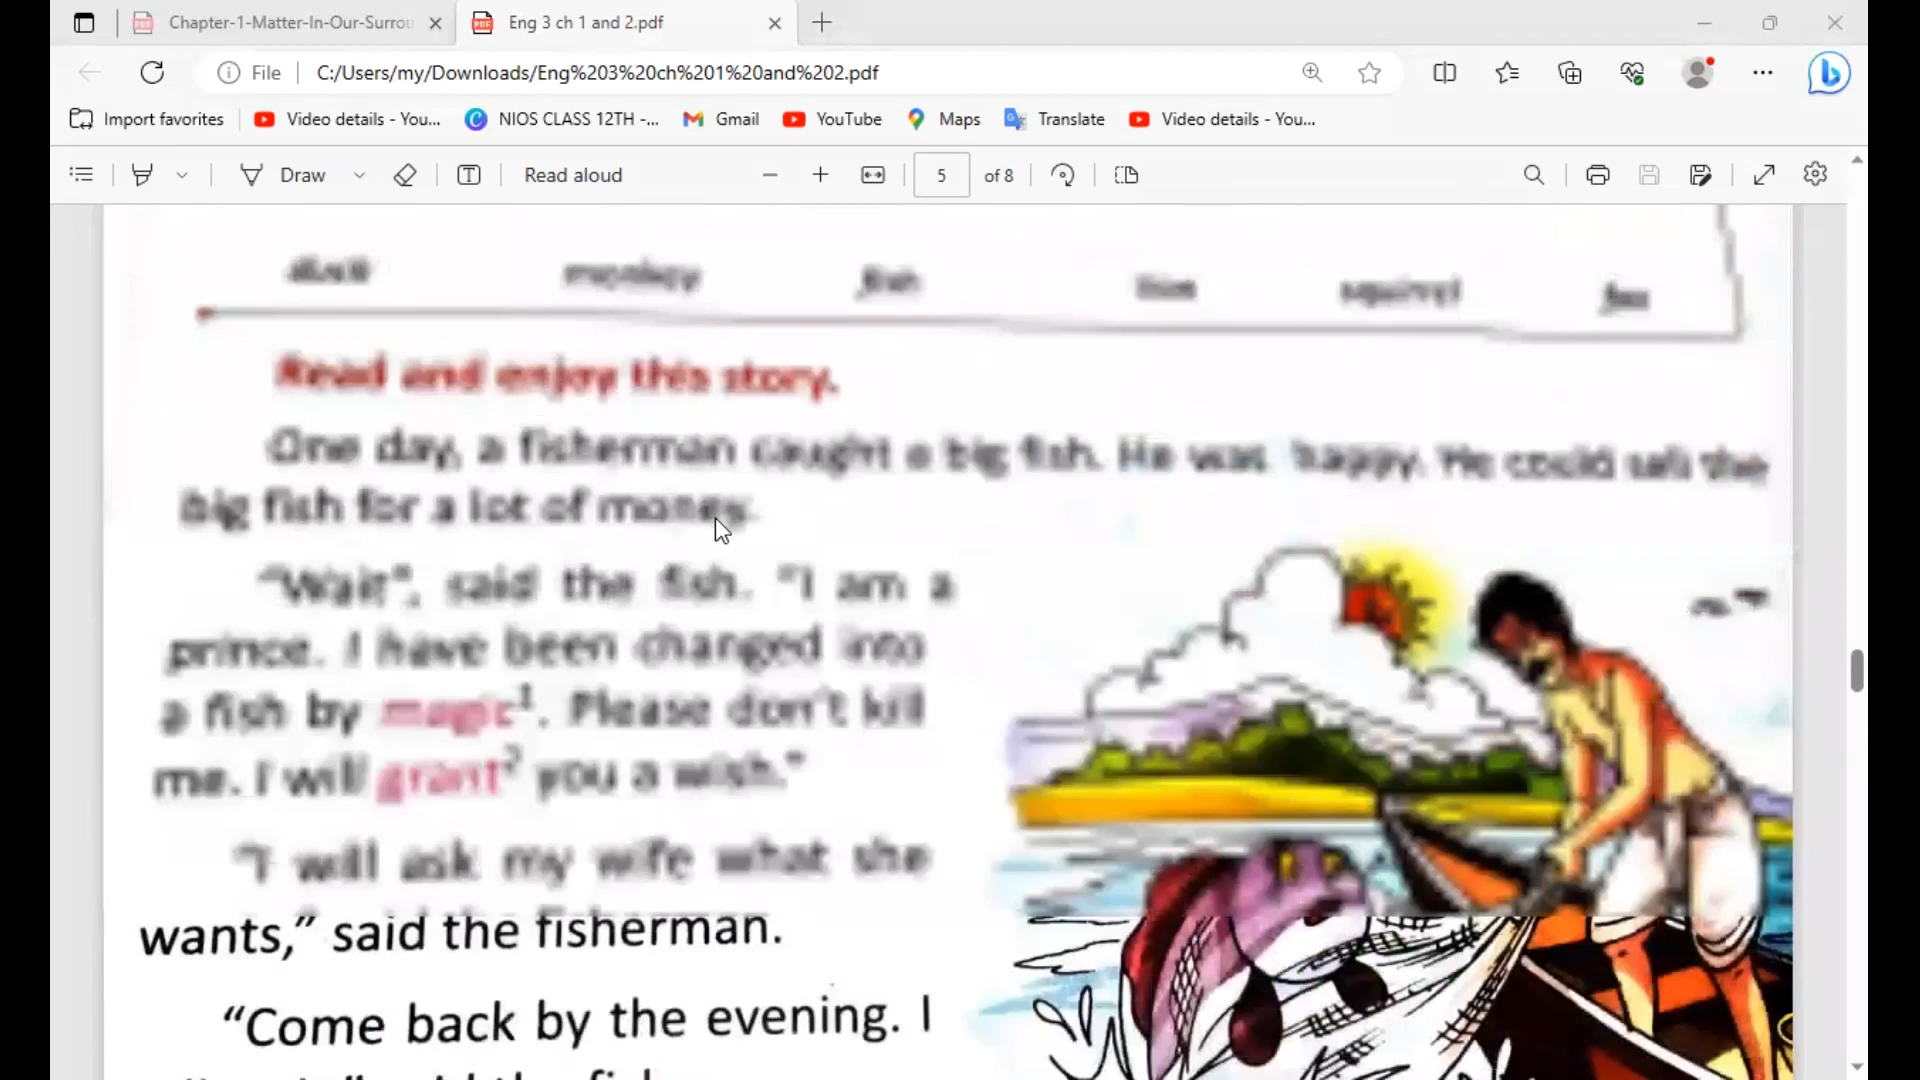 Chapter-1-Matter-In-Our-Surrou
Eng 3 ch 1 and 2.pdf
File
C:/Users/my/Downloads/Eng%203%20ch%201%20and%202.pdf
Import favorites
Video details - You...
NIOS CLASS 12TH -...
Gmail
YouTube
Maps
Translate
Video details - You...
Draw
Read aloud
5
of 8
monkey fish lion squirrel fox
Read and enjoy this story.
One day, a fisherman caught a big fish. He was happy. He could sell the
big fish for a lot of money.
"Wait", said the fish. "I am a
prince. I have been changed into
a fish by magic1. Please don't kill
me. I will grant2 you a wish."
"I will ask my wife what she
wants," said the fisherman.
"Come back by the evening. I